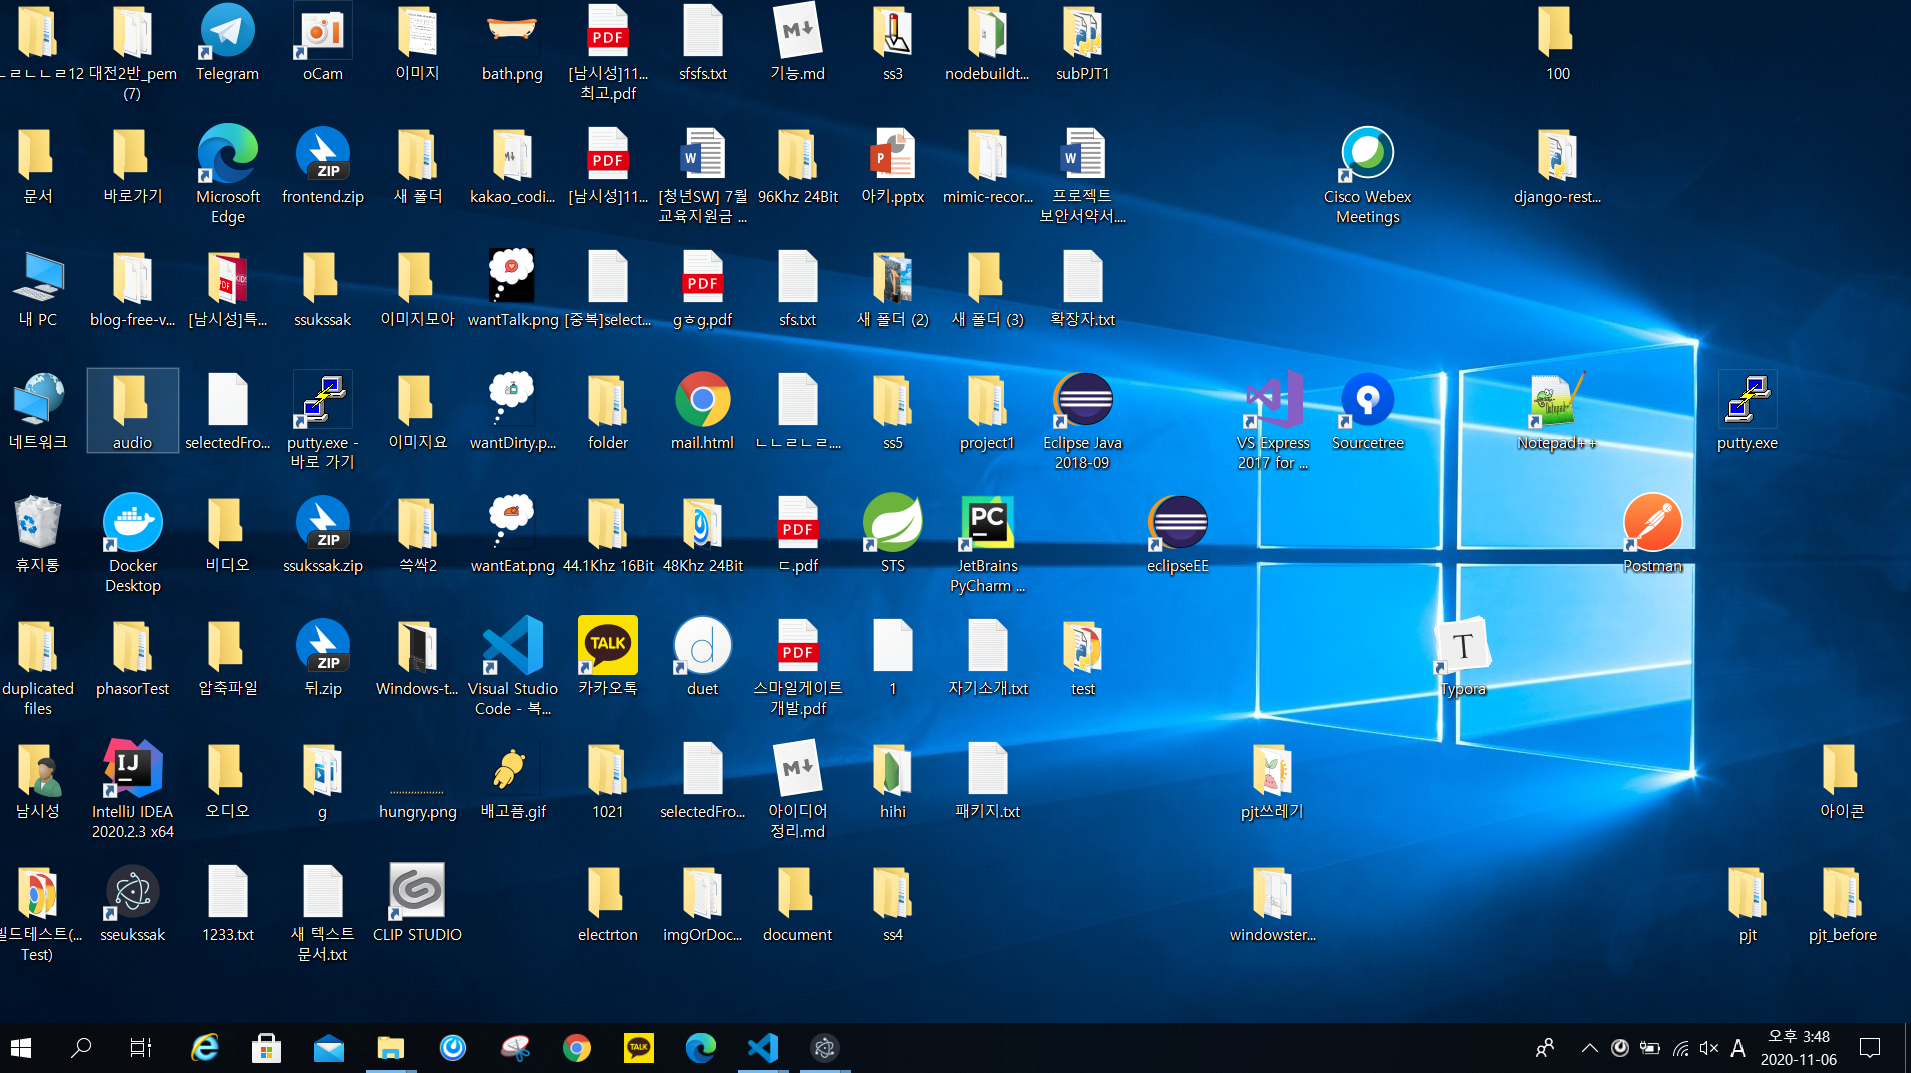 ㄴㄹㄴㄴㄹ12
대전2반_pem
(7)
Telegram
oCam
이미지
bath.png
[남시성]11...
최고.pdf
sfsfs.txt
기능.md
ss3
nodebuildt...
subPJT1
100
문서
바로가기
Microsoft
Edge
frontend.zip
새 폴더
kakao_codi...
[남시성]11...
[청년SW] 7월
교육지원금 ...
96Khz 24Bit
아키.pptx
mimic-recor...
프로젝트
보안서약서....
Cisco Webex
Meetings
django-rest...
내 PC
blog-free-v...
[남시성]특...
ssukssak
이미지모아
wantTalk.png
[중복]select...
gㅎg.pdf
sfs.txt
새 폴더 (2)
새 폴더 (3)
확장자.txt
네트워크
audio
selectedFro...
putty.exe -
바로 가기
이미지요
wantDirty.p...
folder
mail.html
ㄴㄴㄹㄴㄹ....
ss5
project1
Eclipse Java
2018-09
VS Express
2017 for ...
Sourcetree
Notepad++
putty.exe
휴지통
Docker
Desktop
비디오
ssukssak.zip
쓱싹2
wantEat.png
44.1Khz 16Bit
48Khz 24Bit
ㄷ.pdf
STS
JetBrains
PyCharm ...
eclipseEE
Postman
duplicated
files
phasorTest
압축파일
뒤.zip
Windows-t...
Visual Studio
Code - 복...
카카오톡
duet
스마일게이트
개발.pdf
1
자기소개.txt
test
Typora
남시성
IntelliJ IDEA
2020.2.3 x64
오디오
g
hungry.png
배고픔.gif
1021
selectedFro...
아이디어
정리.md
hihi
패키지.txt
pjt쓰레기
아이콘
빌드테스트(...
Test)
sseukssak
1233.txt
새 텍스트
문서.txt
CLIP STUDIO
electrton
imgOrDoc...
document
ss4
windowster...
pjt
pjt_before
A
오후 3:48
2020-11-06